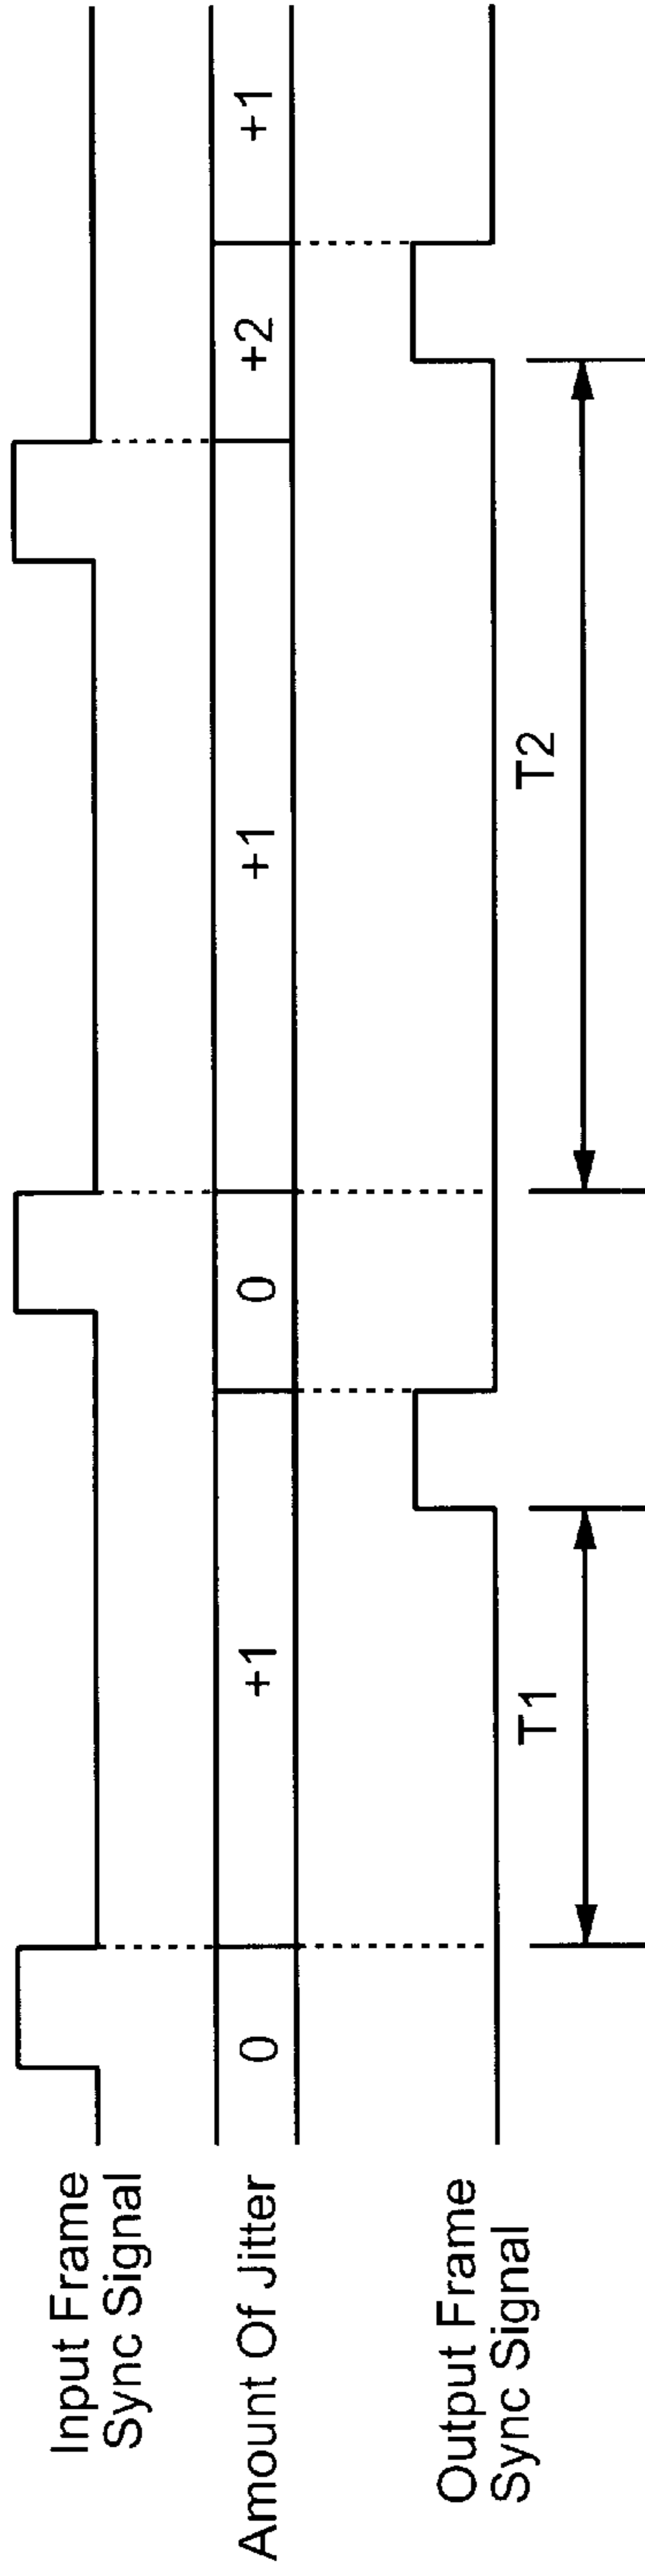 Input Frame
Sync Signal
Amount Of Jitter
0
+1
0
+1
+2
+1
Output Frame
Sync Signal
T1
T2